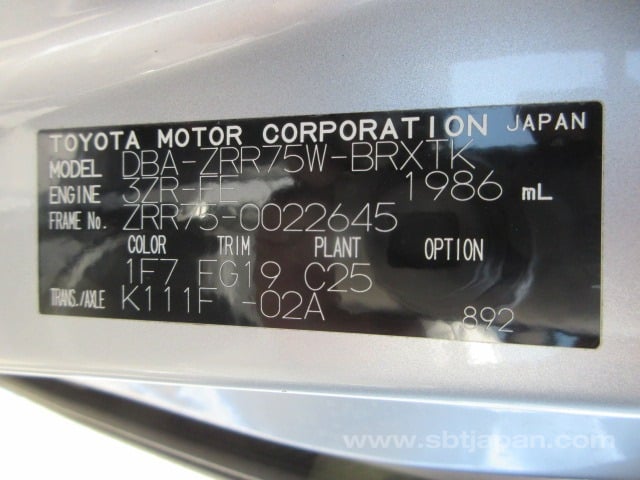 TOYOTA MOTOR CORPORATION JAPAN
MODEL DBA-ZRR75W-BRXTK
ENGINE 3ZR-FE 1986 mL
FRAME No. ZRR75-0022645
COLOR TRIM PLANT OPTION
1F7 FG19 C25
TRANS./AXLE K111F -02A
892
www.sbtjapan.com